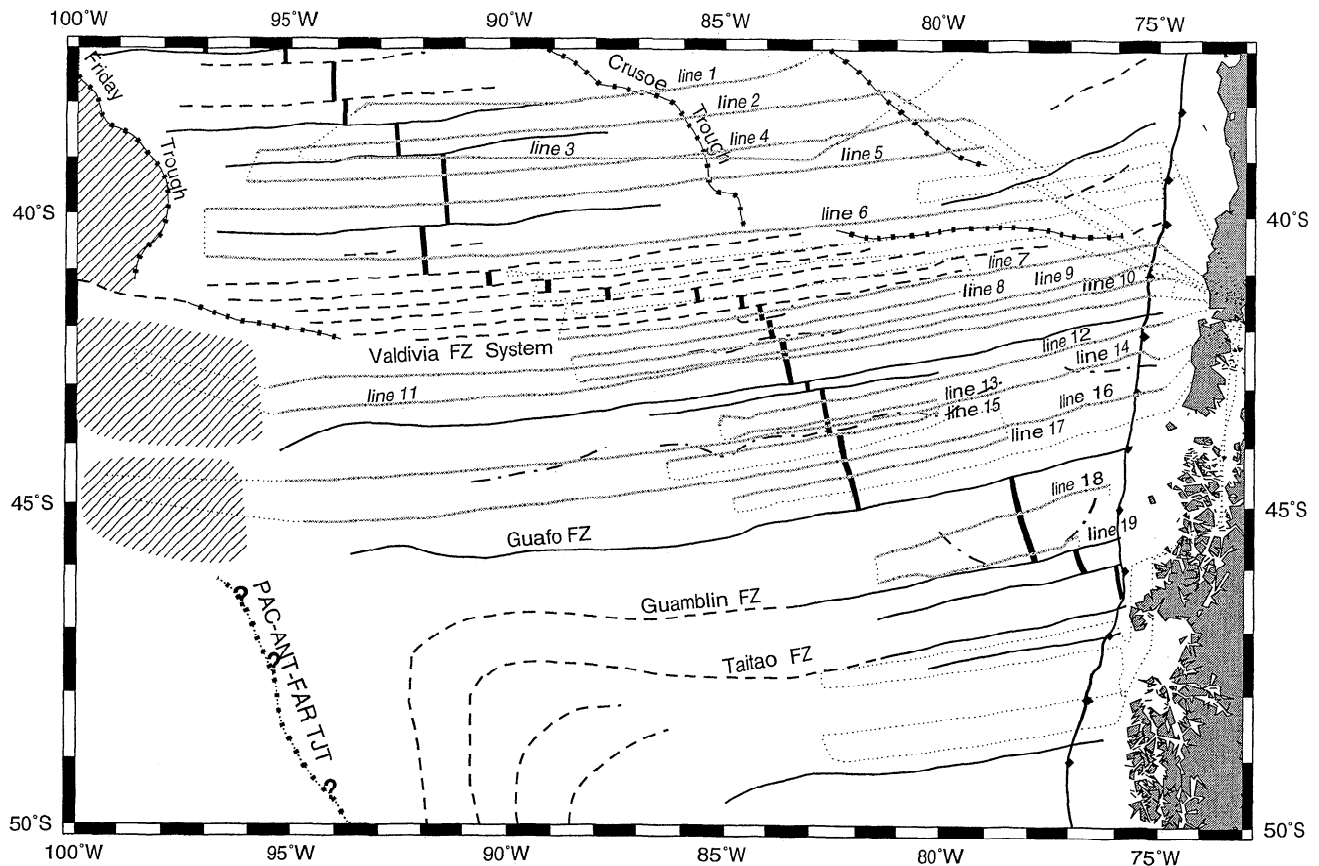 100˚W 95˚W 90˚W 85˚W 80˚W 75˚W
Friday
Trough
Crusoe
Trough
line 1
line 2
line 3
line 4
line 5
40˚S
40˚S
line 6
line 7
line 8
line 9
line 10
Valdivia FZ System
line 11
line 12
line 13
line 14
line 15
line 16
line 17
45˚S
45˚S
line 18
line 19
Guafo FZ
Guamblin FZ
Taitao FZ
PAC-ANT-FAR TJT
50˚S
50˚S
100˚W 95˚W 90˚W 85˚W 80˚W 75˚W